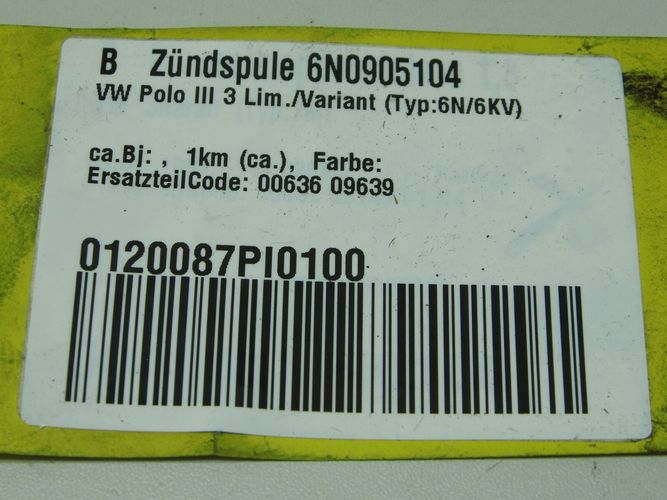 B Zündspule 6N0905104
VW Polo III 3 Lim./Variant (Typ:6N/6KV)
ca.Bj: , 1km (ca.), Farbe:
ErsatzteilCode: 00636 09639
0120087PI0100